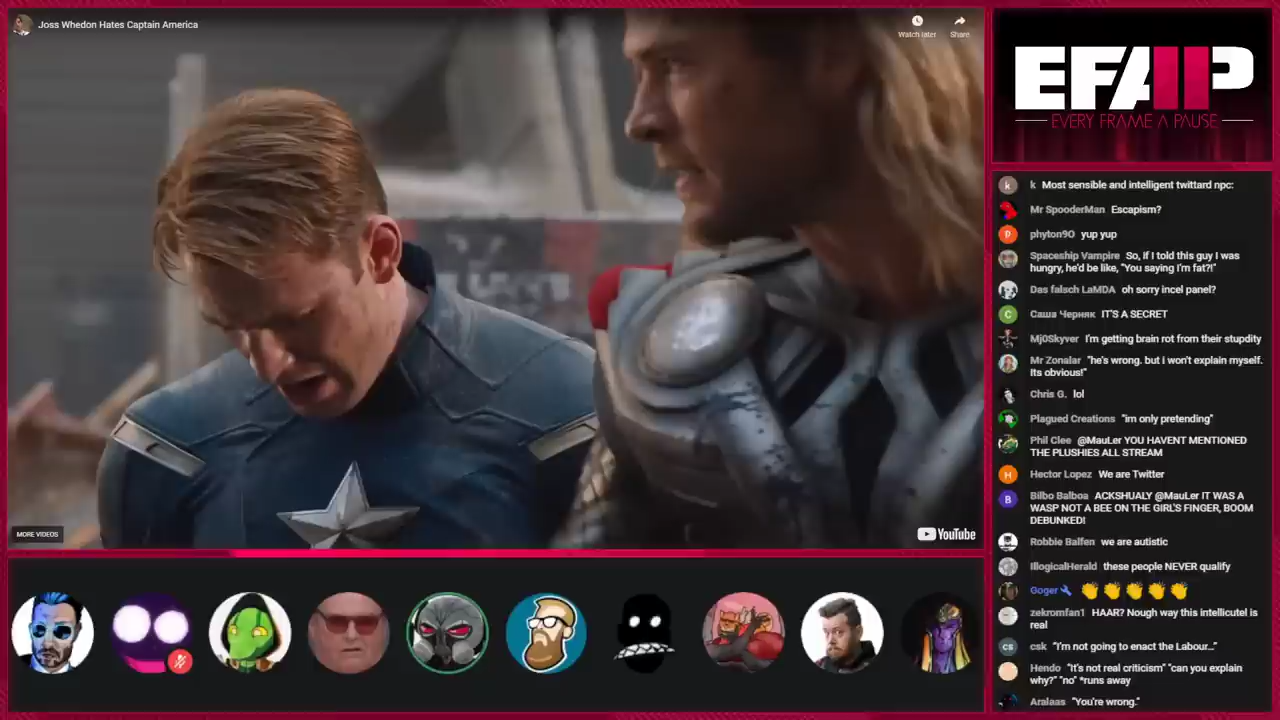 Joss Whedon Hates Captain America
Watch later
Share
MORE VIDEOS
YouTube
EFAP
EVERY FRAME A PAUSE
k
k Most sensible and intelligent twittard npc:
Mr SpooderMan Escapism?
P
phyton90 yup yup
Spaceship Vampire So, if I told this guy I was
hungry, he'd be like, "You saying I'm fat?!"
Das falsch LaMDA oh sorry incel panel?
C
Саша Черняк IT'S A SECRET
Mj0Skyver I'm getting brain rot from their stupdity
Mr Zonalar "he's wrong. but i won't explain myself.
Its obvious!"
Chris G. lol
Plagued Creations "im only pretending"
Phil Clee @MauLer YOU HAVENT MENTIONED
THE PLUSHIES ALL STREAM
H
Hector Lopez We are Twitter
B
Bilbo Balboa ACKSHUALY @MauLer IT WAS A
WASP NOT A BEE ON THE GIRL'S FINGER, BOOM
DEBUNKED!
Robbie Balfen we are autistic
IllogicalHerald these people NEVER qualify
Goger 👏 👏 👏 👏 👏
zekromfan1 HAAR? Nough way this intellicutel is
real
cs
csk "I'm not going to enact the Labour..."
Hendo "It's not real criticism" "can you explain
why?" "no" *runs away
Aralaas "You're wrong."